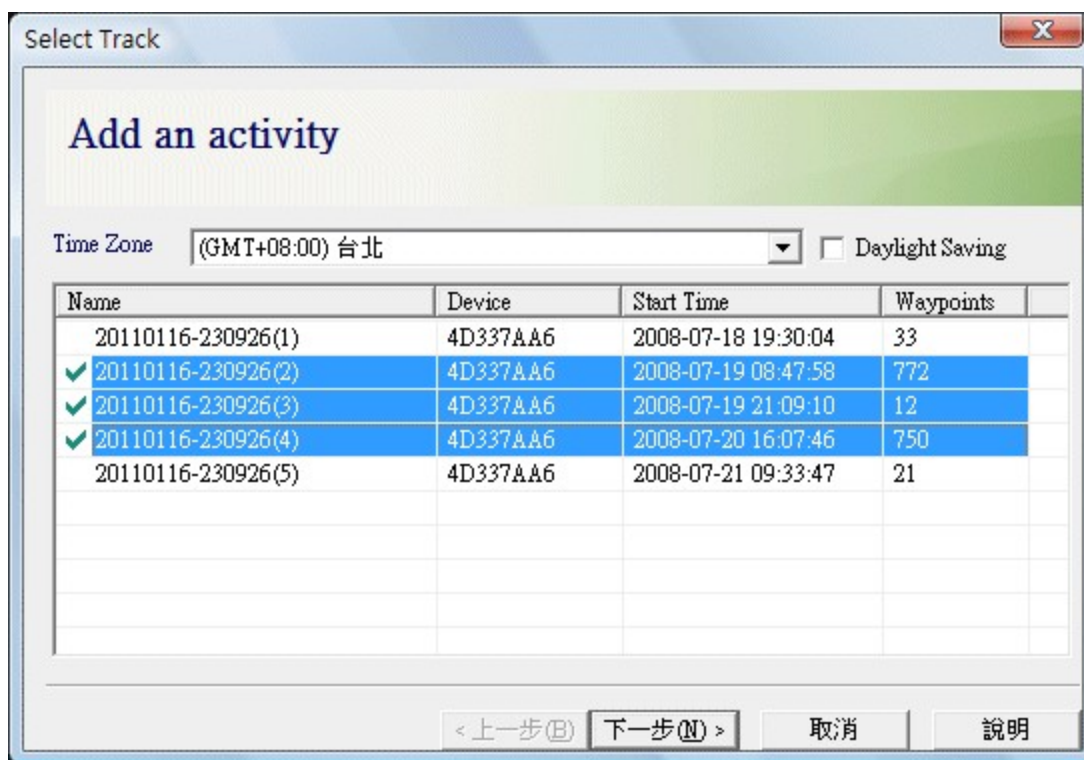 Select Track
Add an activity
Time Zone (GMT+08:00) 台北 Daylight Saving
Name Device Start Time Waypoints
20110116-230926(1) 4D337AA6 2008-07-18 19:30:04 33
20110116-230926(2) 4D337AA6 2008-07-19 08:47:58 772
20110116-230926(3) 4D337AA6 2008-07-19 21:09:10 12
20110116-230926(4) 4D337AA6 2008-07-20 16:07:46 750
20110116-230926(5) 4D337AA6 2008-07-21 09:33:47 21
<上一步(B) 下一步(N) > 取消 說明